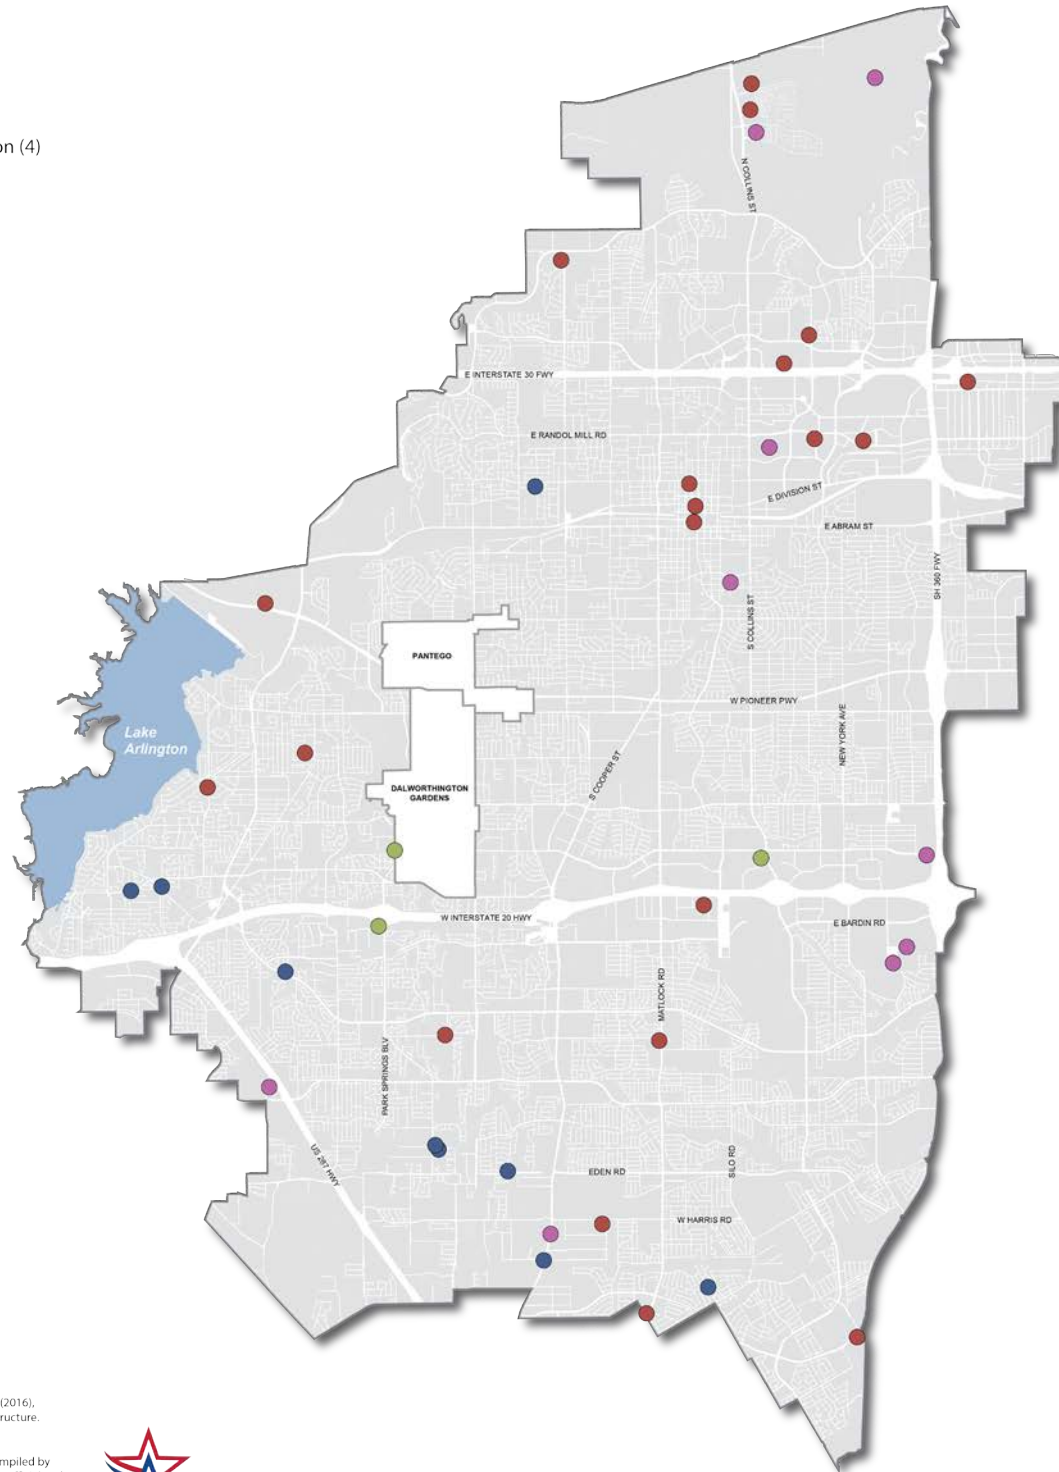 on (4)
N COLLINS ST
E INTERSTATE 30 FWY
E RANDOL MILL RD
E DIVISION ST
E ABRAM ST
SH 360 FWY
S COLLINS ST
PANTEGO
W PIONEER PWY
Lake
Arlington
NEW YORK AVE
S COOPER ST
DALWORTHINGTON
GARDENS
W INTERSTATE 20 HWY
E BARDIN RD
MATLOCK RD
PARK SPRINGS BLV
US 287 HWY
EDEN RD
SILO RD
W HARRIS RD
(2016),
ructure.
mpiled by